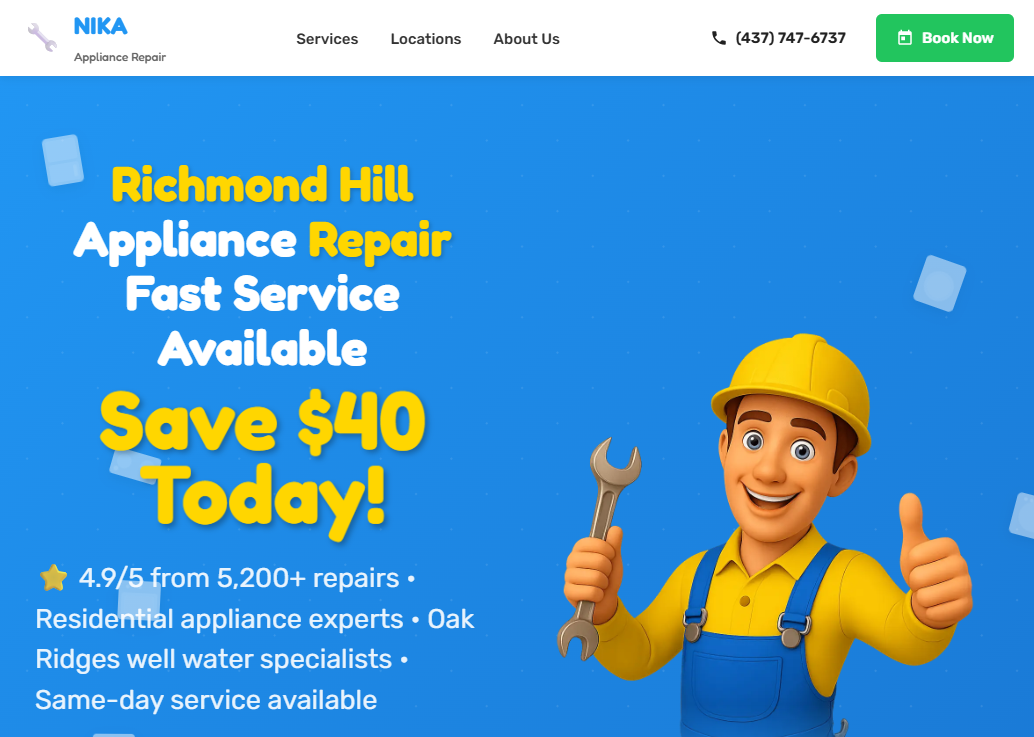 NIKA
Appliance Repair
Services
Locations
About Us
(437) 747-6737
Book Now
Richmond Hill
Appliance Repair
Fast Service
Available
Save $40
Today!
4.9/5 from 5,200+ repairs •
Residential appliance experts • Oak
Ridges well water specialists •
Same-day service available